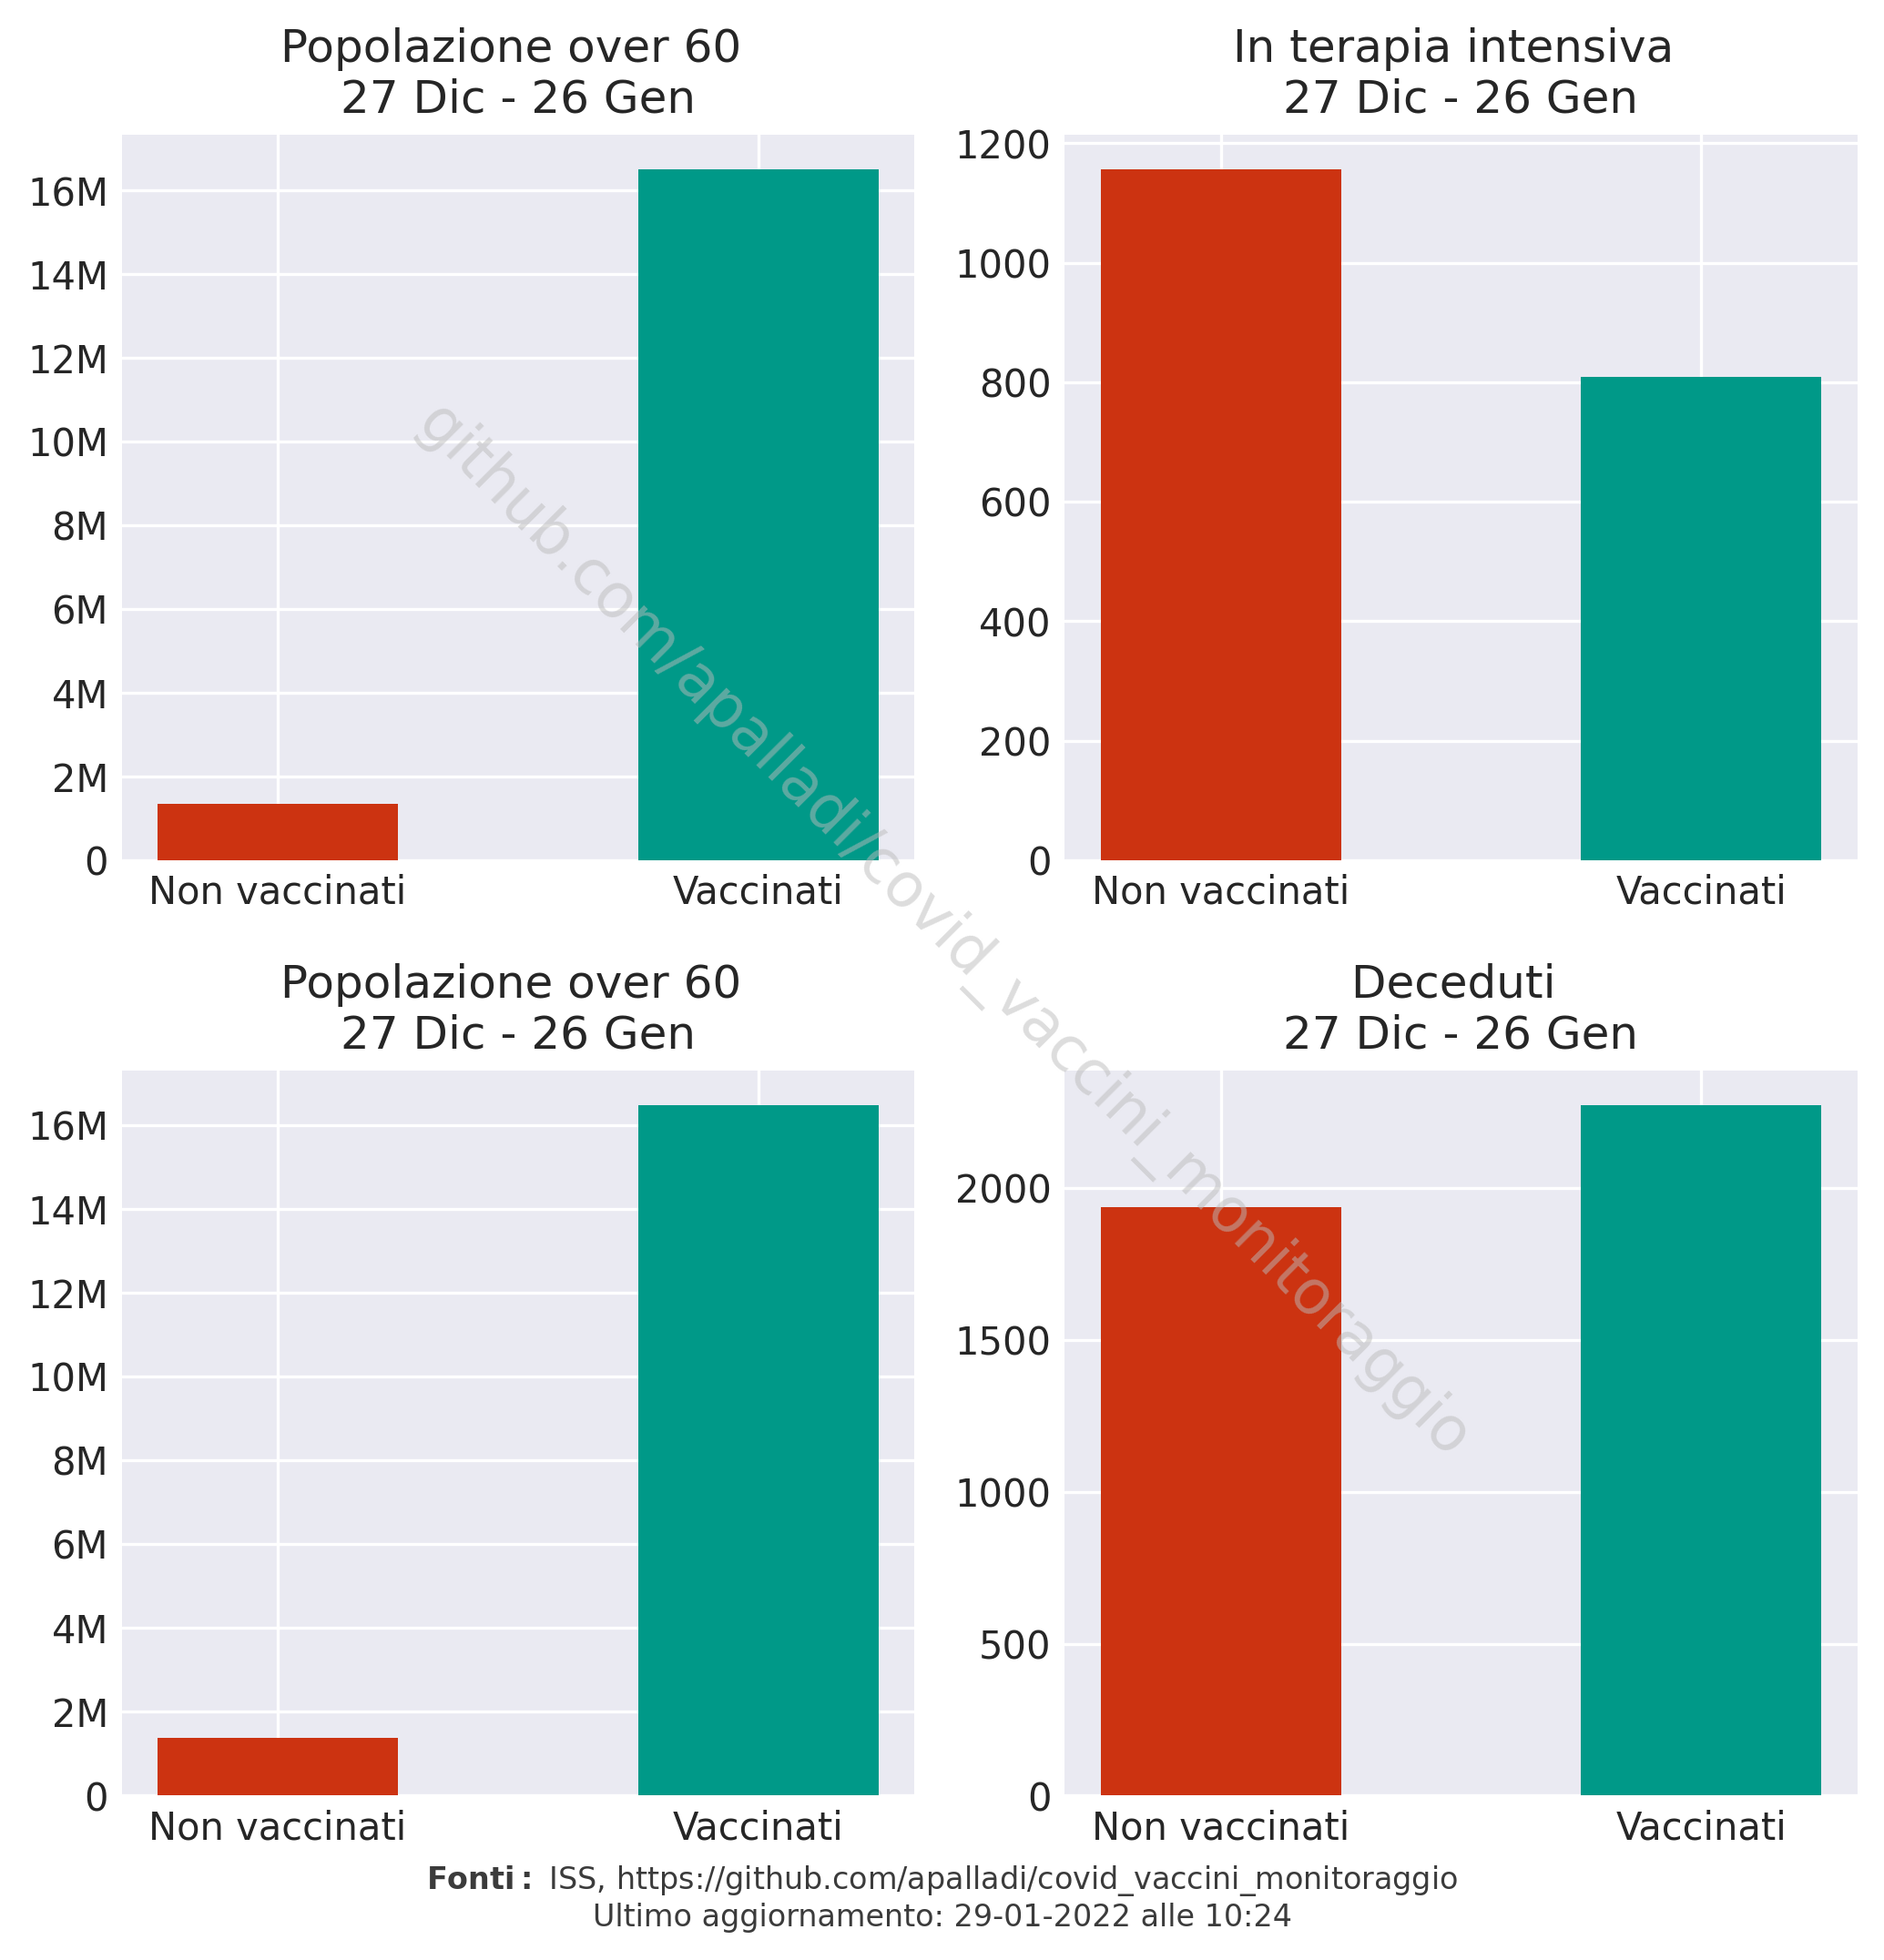 Popolazione over 60
27 Dic - 26 Gen
16M
14M
12M
10M
8M
6M
4M
2M
0
Non vaccinati
Vaccinati
In terapia intensiva
27 Dic - 26 Gen
1200
1000
800
600
400
200
0
Non vaccinati
Vaccinati
github.com/apalladi/covid_vaccini_monitoraggio
Popolazione over 60
27 Dic - 26 Gen
16M
14M
12M
10M
8M
6M
4M
2M
0
Non vaccinati
Vaccinati
Deceduti
27 Dic - 26 Gen
2000
1500
1000
500
0
Non vaccinati
Vaccinati
Fonti: ISS, https://github.com/apalladi/covid_vaccini_monitoraggio
Ultimo aggiornamento: 29-01-2022 alle 10:24